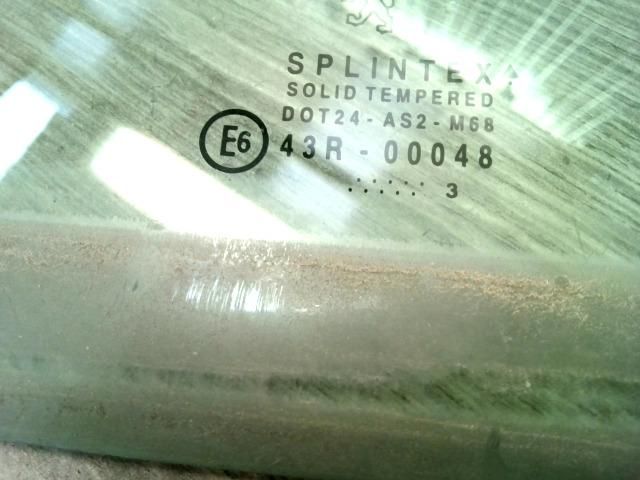 SPLINTEX
SOLID TEMPERED
DOT24-AS2-M68
E6 43R-00048
3